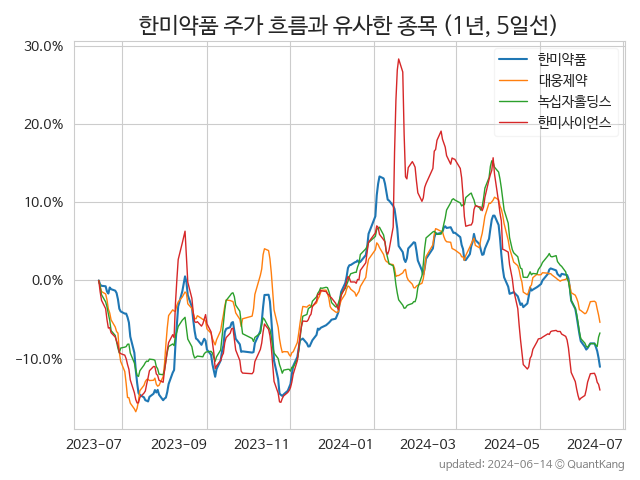 한미약품 주가 흐름과 유사한 종목 (1년, 5일선)
한미약품
대웅제약
녹십자홀딩스
한미사이언스
30.0%
20.0%
10.0%
0.0%
−10.0%
2023-07 2023-09 2023-11 2024-01 2024-03 2024-05 2024-07
updated: 2024-06-14 © QuantKang